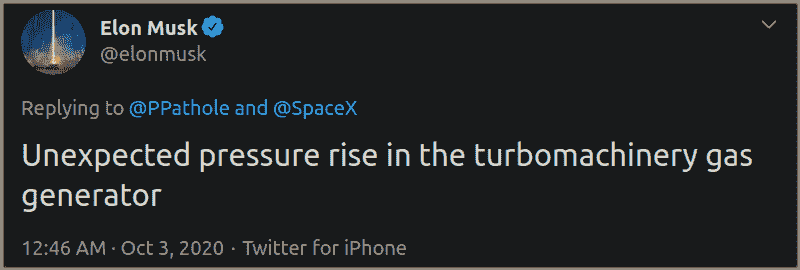 Elon Musk
@elonmusk
Replying to @PPathole and @SpaceX
Unexpected pressure rise in the turbomachinery gas
generator
12:46 AM · Oct 3, 2020 · Twitter for iPhone